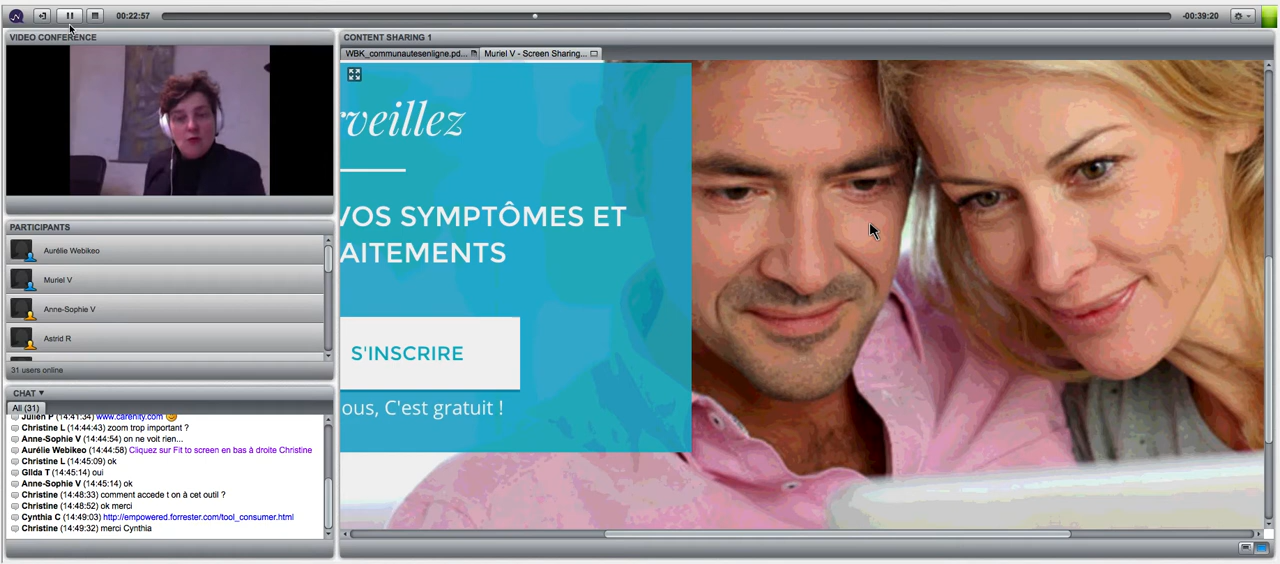 00:22:57
-00:39:20
VIDEO CONFERENCE
PARTICIPANTS
Aurélie Webikeo
Muriel V
Anne-Sophie V
Astrid R
31 users online
CHAT
All (31)
Julien P (14:41:34) www.carenity.com
Christine L (14:44:43) zoom trop important ?
Anne-Sophie V (14:44:54) on ne voit rien...
Aurélie Webikeo (14:44:58) Cliquez sur Fit to screen en bas à droite Christine
Christine L (14:45:09) ok
Gilda T (14:45:14) oui
Anne-Sophie V (14:45:14) ok
Christine (14:48:33) comment accede t on à cet outil ?
Christine (14:48:52) ok merci
Cynthia C (14:49:03) http://empowered.forrester.com/tool_consumer.html
Christine (14:49:32) merci Cynthia
CONTENT SHARING 1
WBK_communautesenligne.pd...
Muriel V - Screen Sharing...
rveillez
VOS SYMPTÔMES ET
AITEMENTS
S'INSCRIRE
ous, C'est gratuit !